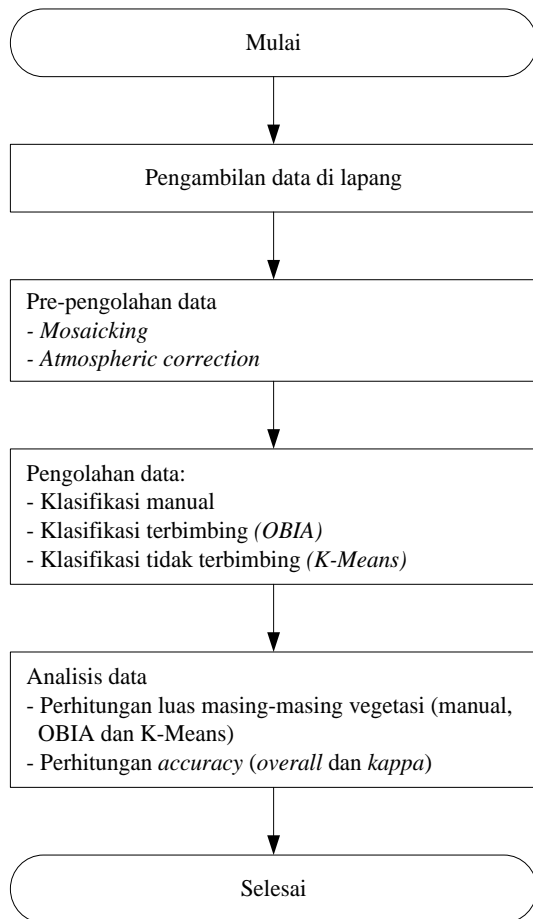 Mulai
Pengambilan data di lapang
Pre-pengolahan data
- Mosaicking
- Atmospheric correction
Pengolahan data:
- Klasifikasi manual
- Klasifikasi terbimbing (OBIA)
- Klasifikasi tidak terbimbing (K-Means)
Analisis data
- Perhitungan luas masing-masing vegetasi (manual,
OBIA dan K-Means)
- Perhitungan accuracy (overall dan kappa)
Selesai